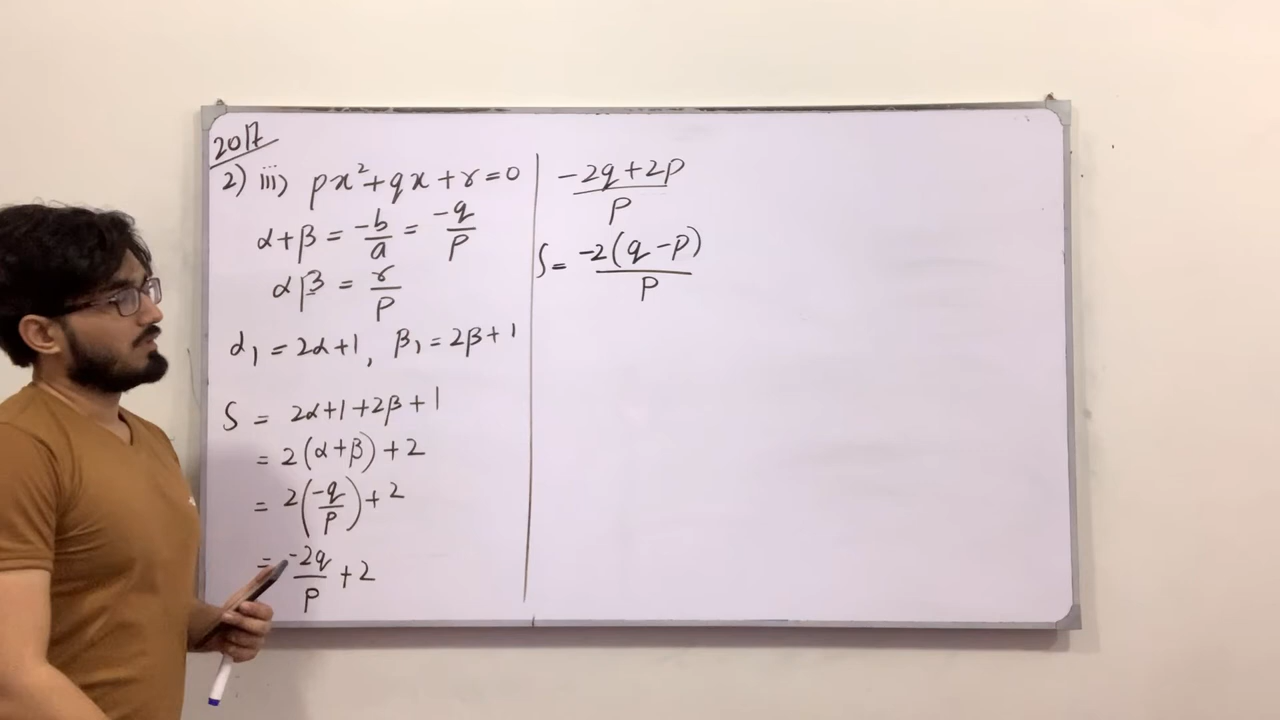 2017
2) iii) px²+qx+r=0
α+β = -b/a = -q/p
αβ = r/p
α₁ = 2α+1, β₁ = 2β+1
S = 2α+1+2β+1
= 2(α+β)+2
= 2(-q/p)+2
= -2q/p +2
-2q+2p/p
S = -2(q-p)/p